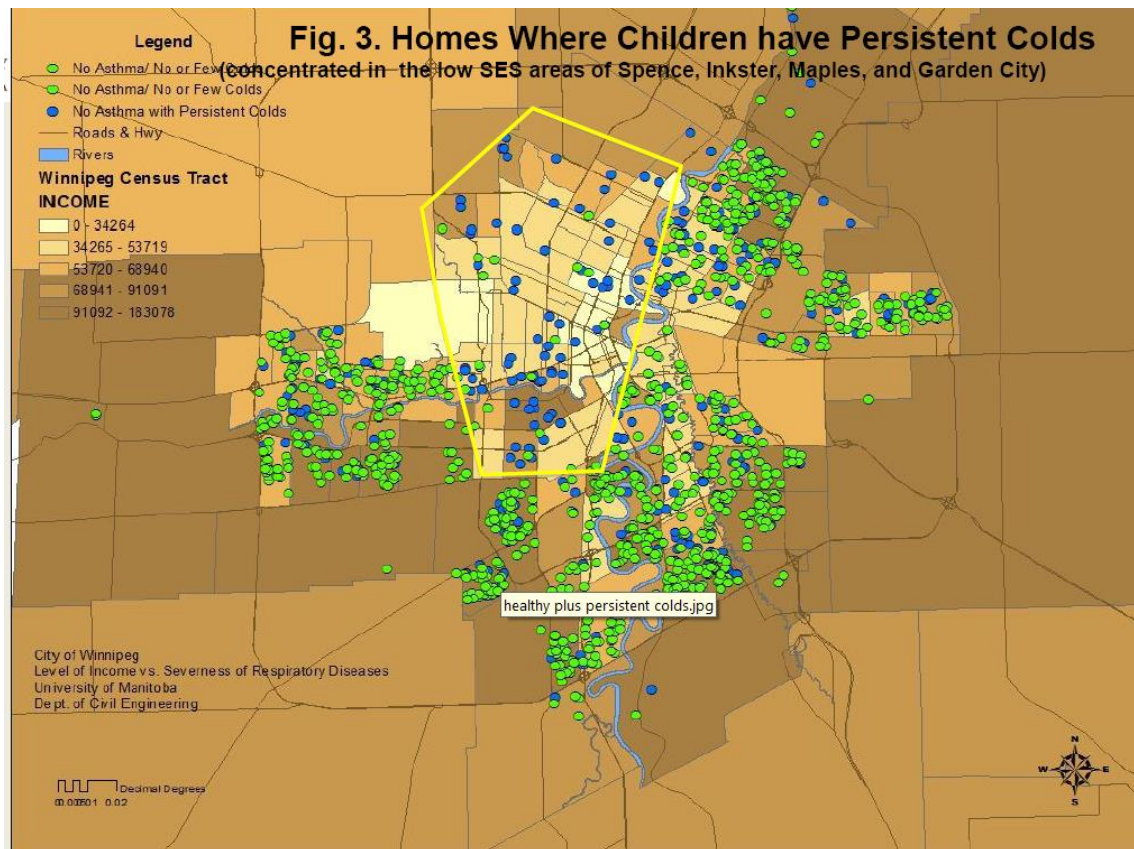 Fig. 3. Homes Where Children have Persistent Colds
(concentrated in the low SES areas of Spence, Inkster, Maples, and Garden City)
Legend
No Asthma/ No or Few Colds
No Asthma/ No or Few Colds
No Asthma with Persistent Colds
Roads & Hwy
Rivers
Winnipeg Census Tract
INCOME
0 - 34264
34265 - 53719
53720 - 68940
68941 - 91091
91092 - 183078
healthy plus persistent colds.jpg
City of Winnipeg
Level of Income vs. Severness of Respiratory Diseases
University of Manitoba
Dept. of Civil Engineering
Decimal Degrees
0.02
N
W E
S